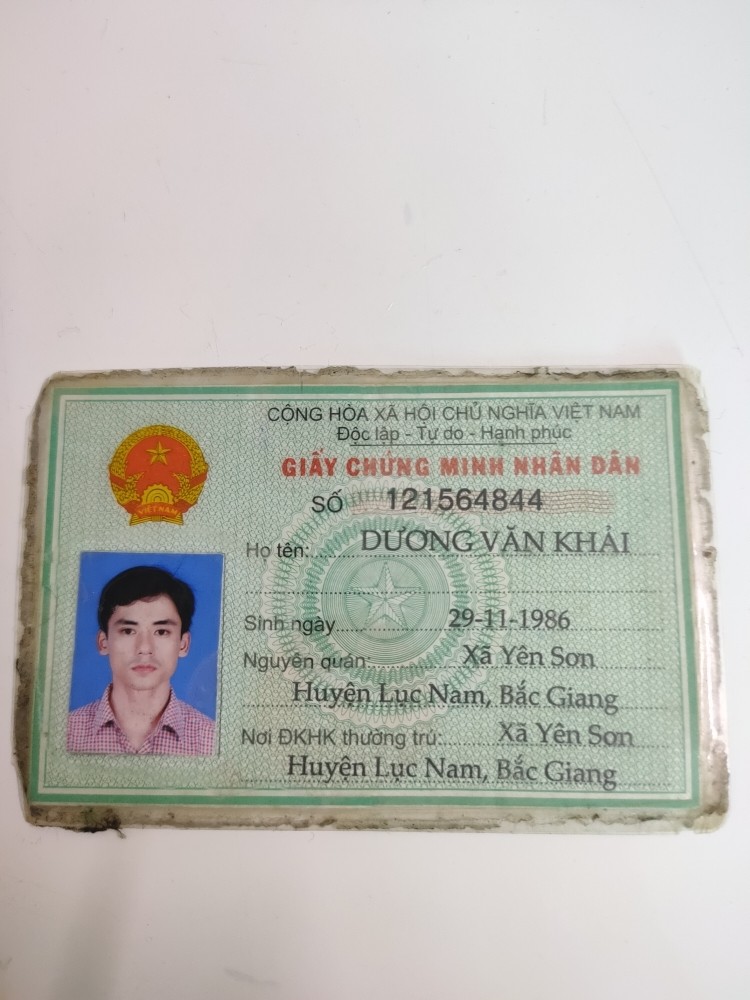 CỘNG HÒA XÃ HỘI CHỦ NGHĨA VIỆT NAM
Độc lập - Tự do - Hạnh phúc
GIẤY CHỨNG MINH NHÂN DÂN
SỐ 121564844
VIỆT NAM
Họ tên: DƯƠNG VĂN KHẢI
Sinh ngày 29-11-1986
Nguyên quán: Xã Yên Sơn
Huyện Lục Nam, Bắc Giang
Nơi ĐKHK thường trú: Xã Yên Sơn
Huyện Lục Nam, Bắc Giang